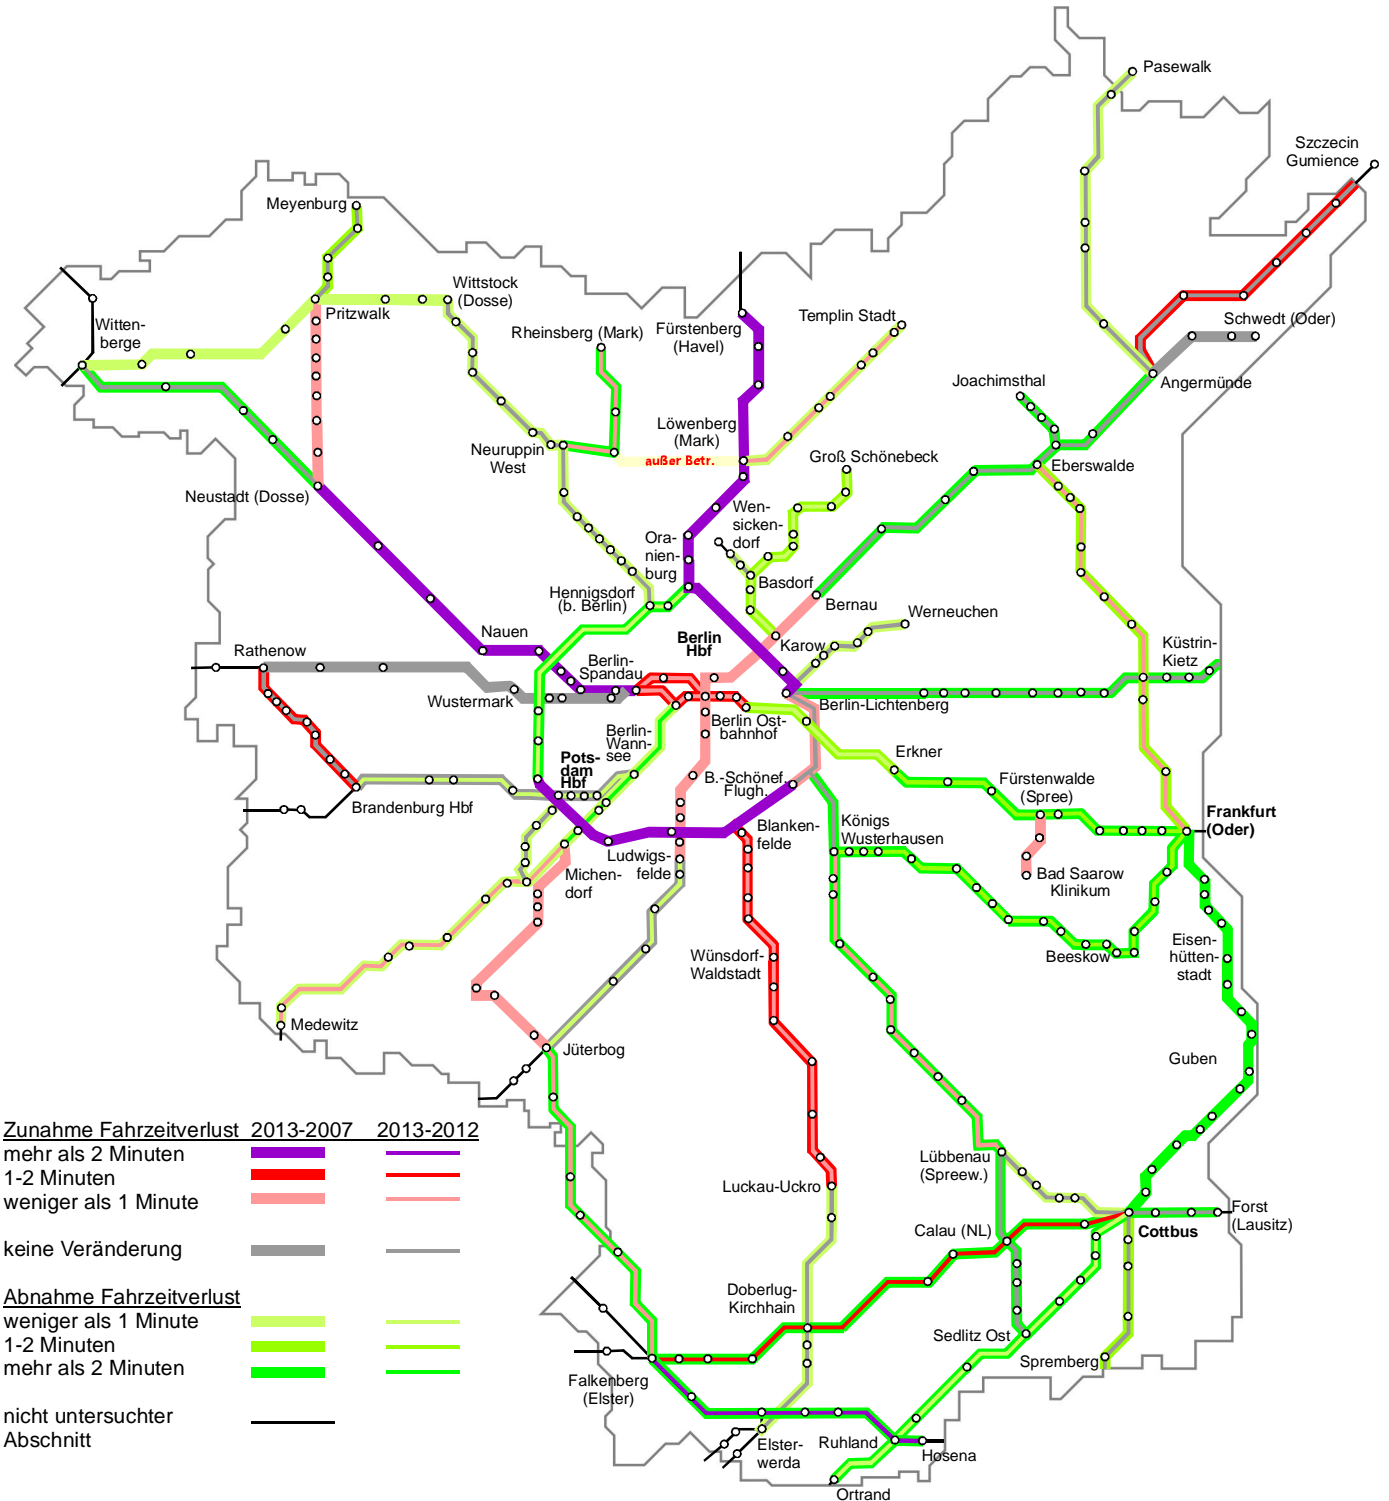 Pasewalk
Szczecin
Gumience
Meyenburg
Wittstock
(Dosse)
Pritzwalk
Witten-
berge
Rheinsberg (Mark)
Fürstenberg
(Havel)
Templin Stadt
Schwedt (Oder)
Angermünde
Joachimsthal
Löwenberg
(Mark)
Neuruppin
West
außer Betr.
Groß Schönebeck
Eberswalde
Neustadt (Dosse)
Wen-
sicken-
dorf
Ora-
nien-
burg
Basdorf
Hennigsdorf
(b. Berlin)
Bernau
Werneuchen
Nauen
Berlin
Hbf
Karow
Küstrin-
Kietz
Rathenow
Berlin-
Spandau
Wustermark
Berlin-Lichtenberg
Berlin Ost-
bahnhof
Berlin-
Wann-
see
Erkner
Pots-
dam
Hbf
B.-Schönef.
Flugh.
Fürstenwalde
(Spree)
Brandenburg Hbf
Frankfurt
(Oder)
Blanken-
felde
Königs
Wusterhausen
Ludwigs-
felde
Michen-
dorf
Bad Saarow
Klinikum
Wünsdorf-
Waldstadt
Beeskow
Eisen-
hütten-
stadt
Medewitz
Jüterbog
Guben
Zunahme Fahrzeitverlust 2013-2007 2013-2012
mehr als 2 Minuten
1-2 Minuten
weniger als 1 Minute
keine Veränderung
Abnahme Fahrzeitverlust
weniger als 1 Minute
1-2 Minuten
mehr als 2 Minuten
nicht untersuchter
Abschnitt
Lübbenau
(Spreew.)
Luckau-Uckro
Calau (NL)
Cottbus
Forst
(Lausitz)
Doberlug-
Kirchhain
Sedlitz Ost
Spremberg
Falkenberg
(Elster)
Elster-
werda
Ruhland
Hosena
Ortrand